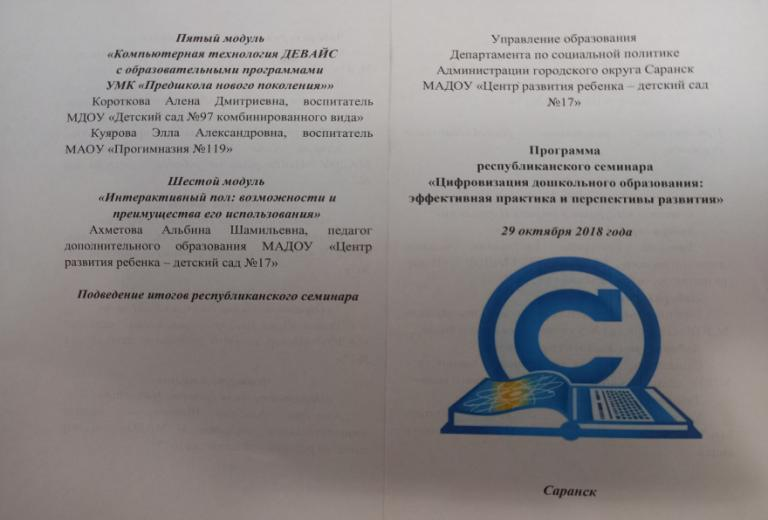 Пятый модуль
«Компьютерная технология ДЕВАЙС
с образовательными программами
УМК «Предшкола нового поколения»»
Короткова Алена Дмитриевна, воспитатель
МДОУ «Детский сад №97 комбинированного вида»
Куярова Элла Александровна, воспитатель
МАОУ «Прогимназия №119»
Шестой модуль
«Интерактивный пол: возможности и
преимущества его использования»
Ахметова Альбина Шамильевна, педагог
дополнительного образования МАДОУ «Центр
развития ребенка – детский сад №17»
Подведение итогов республиканского семинара
Управление образования
Департамента по социальной политике
Администрации городского округа Саранск
МАДОУ «Центр развития ребенка – детский сад
№17»
Программа
республиканского семинара
«Цифровизация дошкольного образования:
эффективная практика и перспективы развития»
29 октября 2018 года
С
Саранск